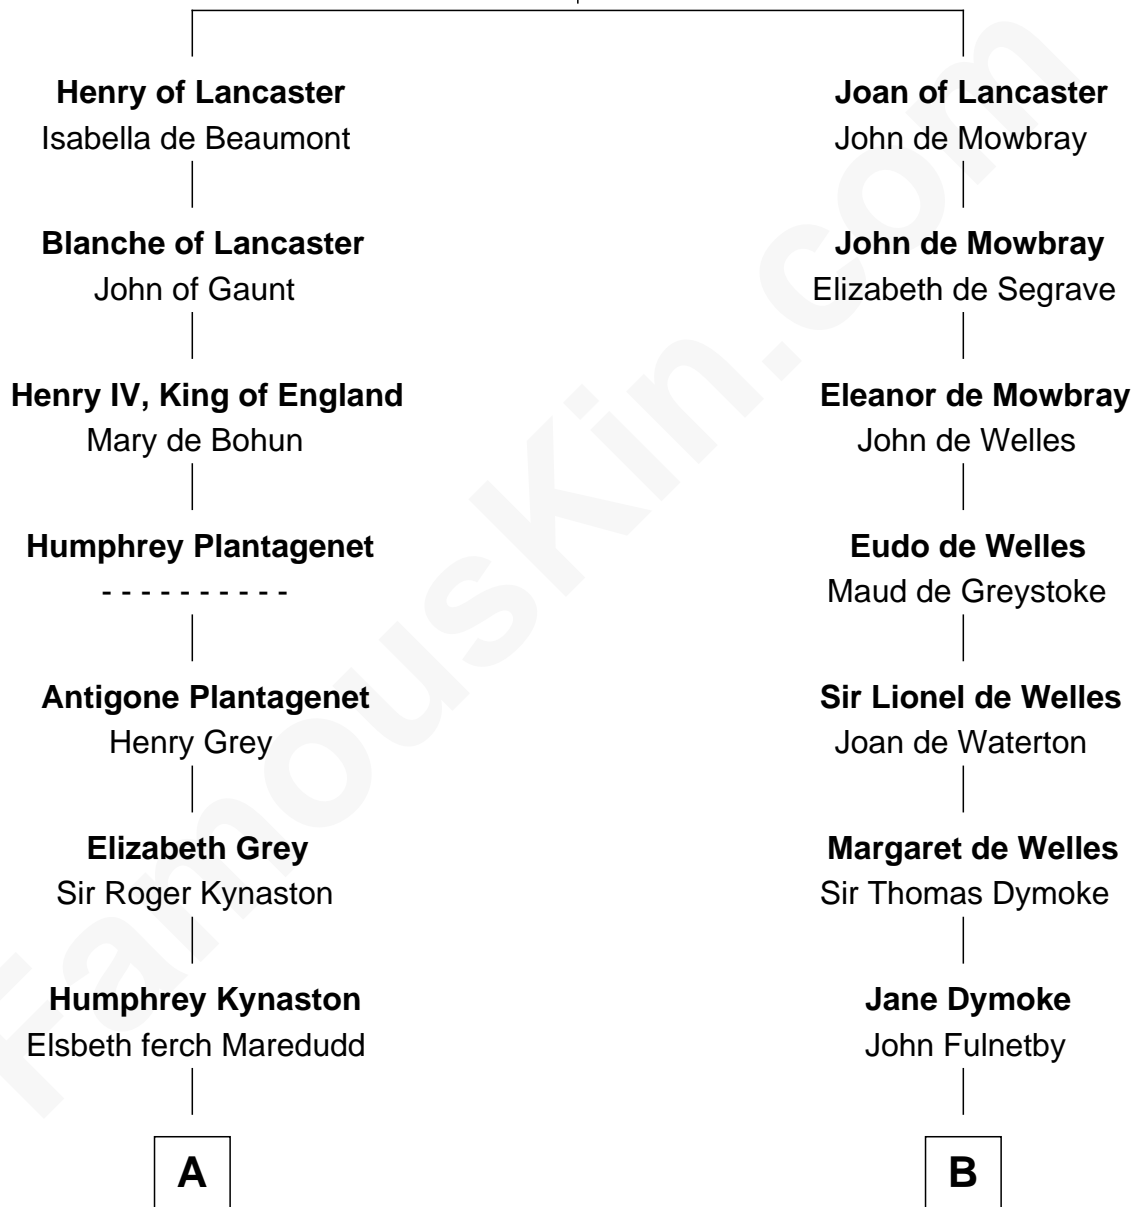 Henry of Lancaster
Isabella de Beaumont
Blanche of Lancaster
John of Gaunt
Henry IV, King of England
Mary de Bohun
Humphrey Plantagenet
- - - - - - - - - -
Antigone Plantagenet
Henry Grey
Elizabeth Grey
Sir Roger Kynaston
Humphrey Kynaston
Elsbeth ferch Maredudd
A
Joan of Lancaster
John de Mowbray
John de Mowbray
Elizabeth de Segrave
Eleanor de Mowbray
John de Welles
Eudo de Welles
Maud de Greystoke
Sir Lionel de Welles
Joan de Waterton
Margaret de Welles
Sir Thomas Dymoke
Jane Dymoke
John Fulnetby
B
FamousKin.com